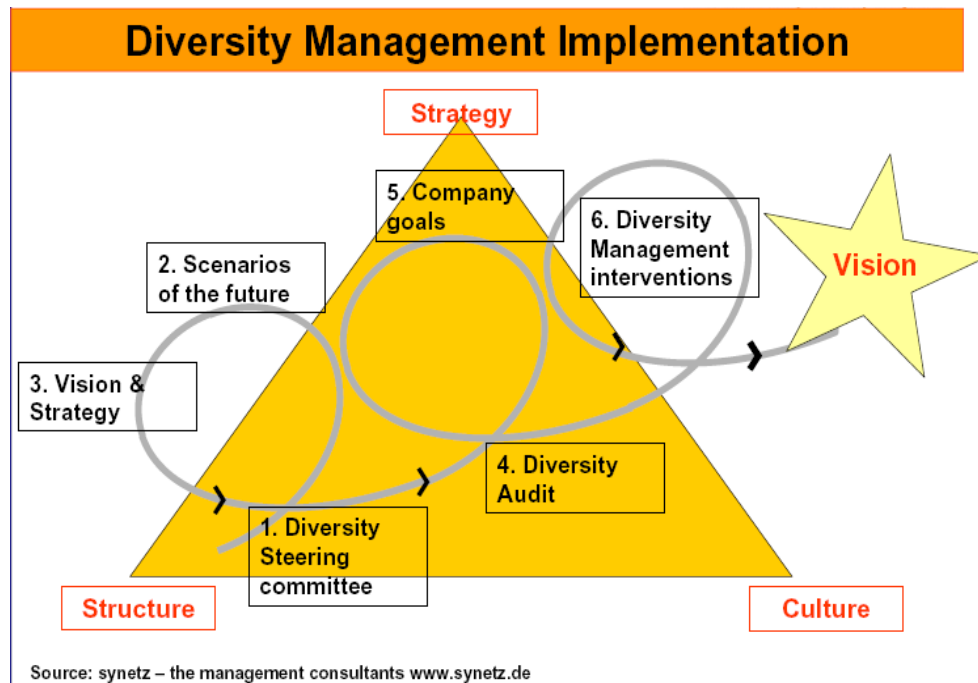 Diversity Management Implementation
Strategy
5. Company
goals
6. Diversity
Management
interventions
Vision
2. Scenarios
of the future
3. Vision &
Strategy
4. Diversity
Audit
1. Diversity
Steering
committee
Structure
Culture
Source: synetz – the management consultants www.synetz.de